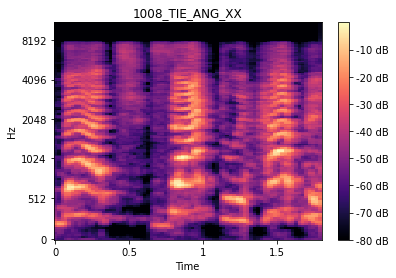 1008_TIE_ANG_XX
8192
4096
2048
1024
512
0
Hz
0
0.5
1
1.5
Time
-10 dB
-20 dB
-30 dB
-40 dB
-50 dB
-60 dB
-70 dB
-80 dB